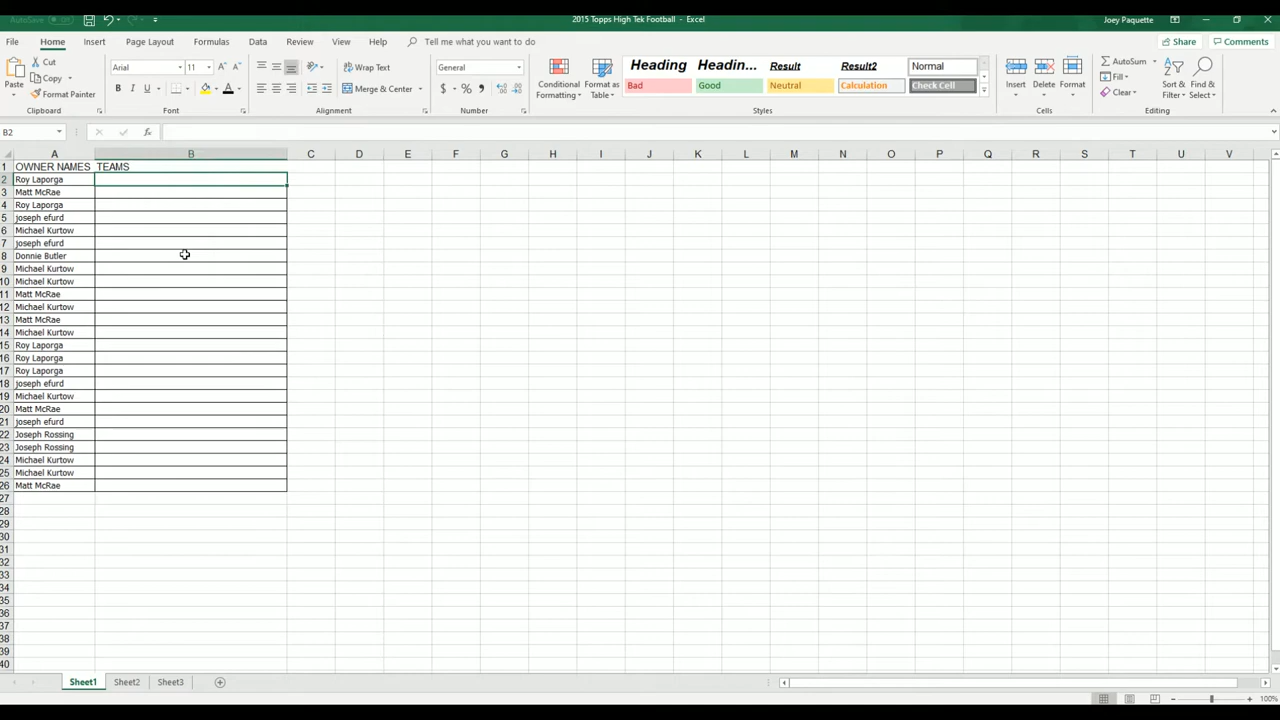 AutoSave Off 2015 Topps High Tek Football - Excel Joey Paquette
File Home Insert Page Layout Formulas Data Review View Help Tell me what you want to do Share Comments
Paste Cut Copy Format Painter
Arial 11 A A B I U A
Wrap Text Merge & Center
General $ % ,
Conditional Formatting Format as Table
Heading Headin... Result Result2 Normal
Bad Good Neutral Calculation Check Cell
Insert Delete Format
AutoSum Fill Clear Sort & Filter Find & Select
Clipboard Font Alignment Number Styles Cells Editing
B2 fx
A B C D E F G H I J K L M N O P Q R S T U V
1 OWNER NAMES TEAMS
2 Roy Laporga
3 Matt McRae
4 Roy Laporga
5 joseph efurd
6 Michael Kurtow
7 joseph efurd
8 Donnie Butler
9 Michael Kurtow
10 Michael Kurtow
11 Matt McRae
12 Michael Kurtow
13 Matt McRae
14 Michael Kurtow
15 Roy Laporga
16 Roy Laporga
17 Roy Laporga
18 joseph efurd
19 Michael Kurtow
20 Matt McRae
21 joseph efurd
22 Joseph Rossing
23 Joseph Rossing
24 Michael Kurtow
25 Michael Kurtow
26 Matt McRae
27
28
29
30
31
32
33
34
35
36
37
38
39
40
Sheet1 Sheet2 Sheet3
100%